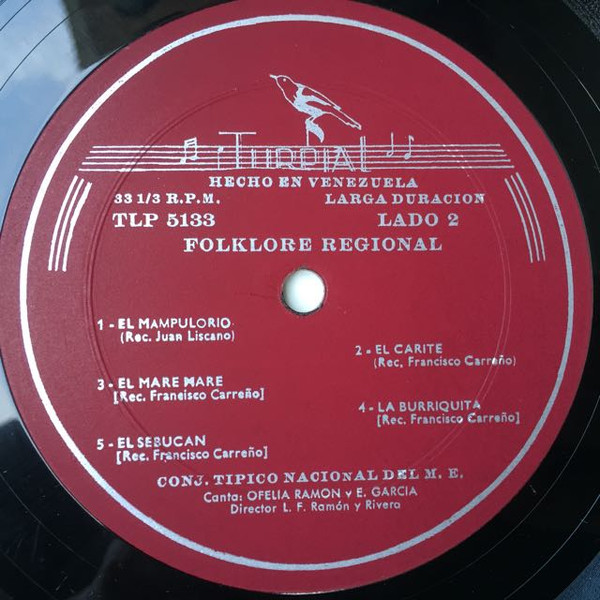 TURPIAL
HECHO EN VENEZUELA
33 1/3 R.P.M. LARGA DURACION
TLP 5133 LADO 2
FOLKLORE REGIONAL
1 - EL MAMPULORIO
(Rec. Juan Liscano)
2 - EL CARITE
(Rec, Francisco Carreño)
3 - EL MARE MARE
[Rec. Francisco Carreño]
4 - LA BURRIQUITA
[Rec. Francisco Carreño]
5 - EL SEBUCAN
[Rec. Francisco Carreño]
CONJ. TIPICO NACIONAL DEL M. E.
Canta: OFELIA RAMON y E. GARCIA
Director L. F. Ramón y Rivera